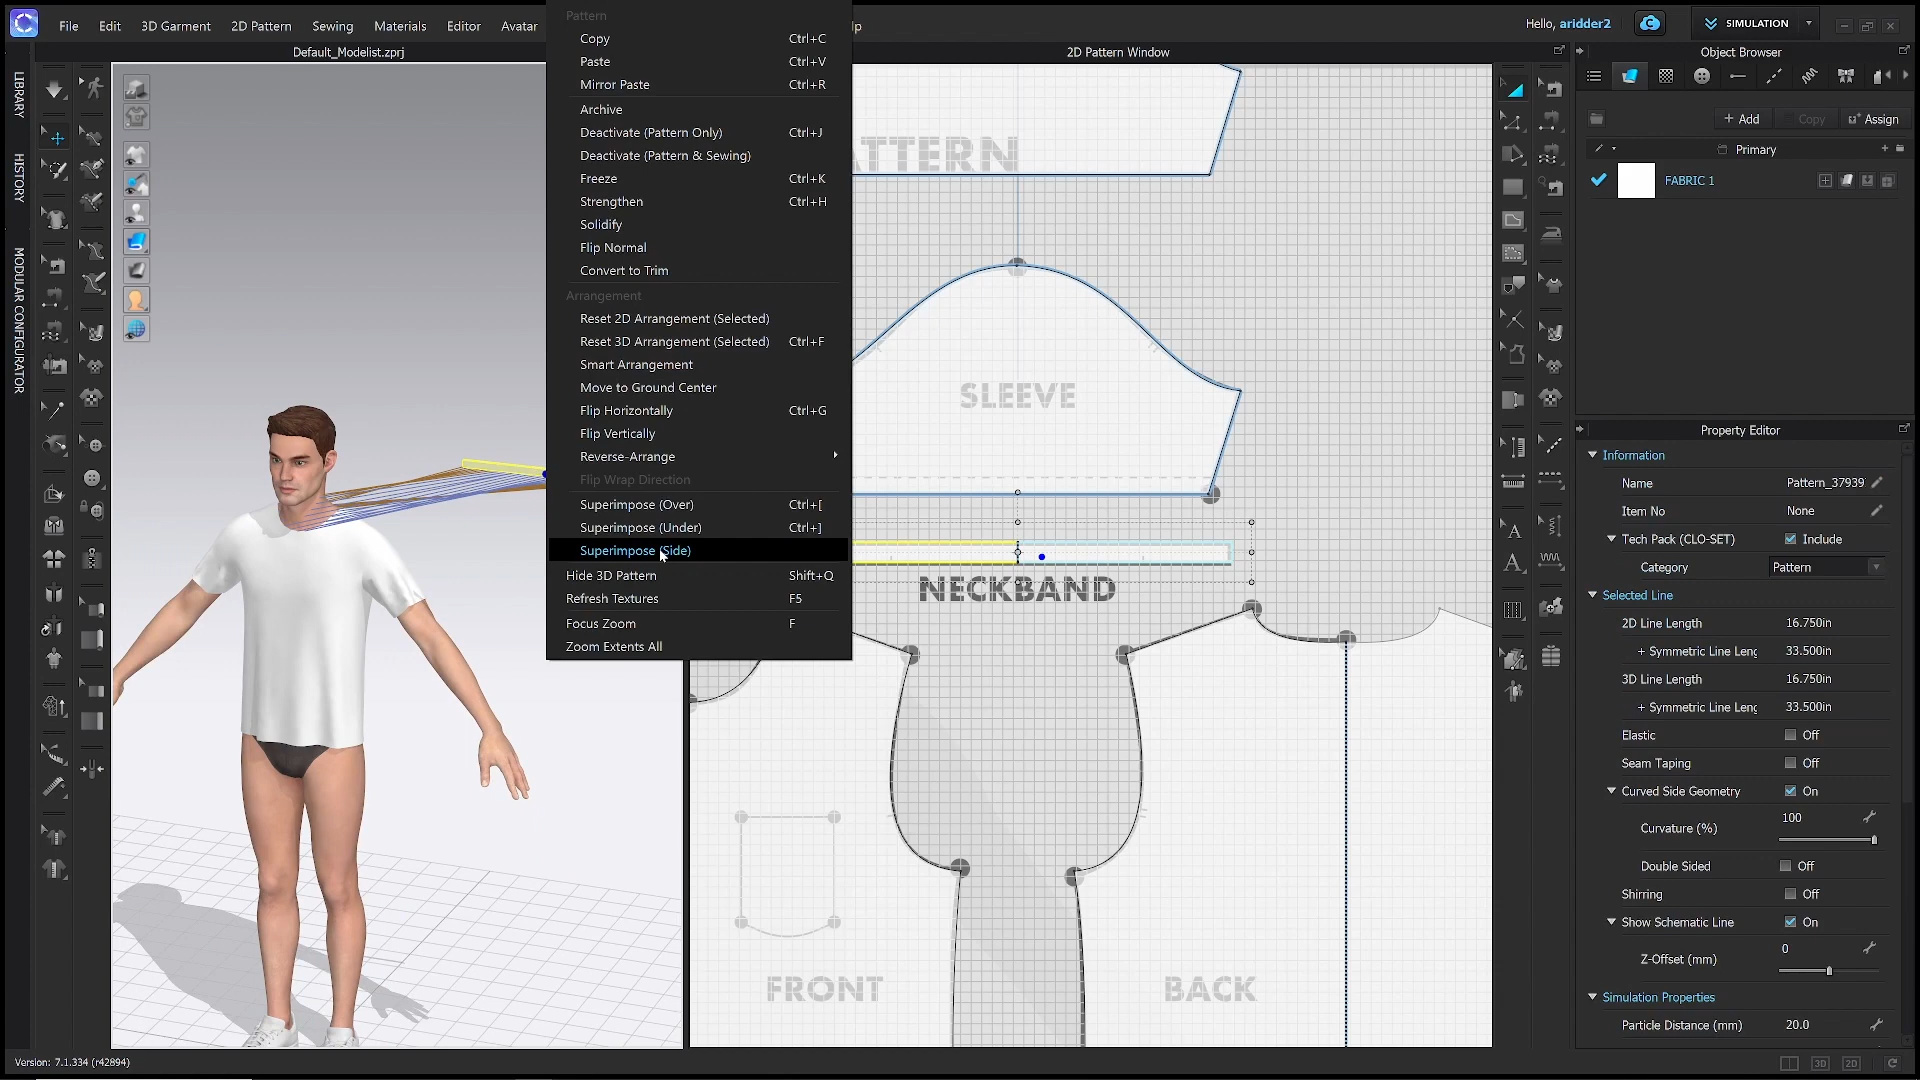 File Edit 3D Garment 2D Pattern Sewing Materials Editor Avatar
Hello, aridder2
SIMULATION
Default_Modelist.zprj
2D Pattern Window
Object Browser
LIBRARY
HISTORY
MODULAR CONFIGURATOR
Pattern
Copy Ctrl+C
Paste Ctrl+V
Mirror Paste Ctrl+R
Archive
Deactivate (Pattern Only) Ctrl+J
Deactivate (Pattern & Sewing)
Freeze Ctrl+K
Strengthen Ctrl+H
Solidify
Flip Normal
Convert to Trim
Arrangement
Reset 2D Arrangement (Selected)
Reset 3D Arrangement (Selected) Ctrl+F
Smart Arrangement
Move to Ground Center
Flip Horizontally Ctrl+G
Flip Vertically
Reverse-Arrange
Flip Wrap Direction
Superimpose (Over) Ctrl+[
Superimpose (Under) Ctrl+]
Superimpose (Side)
Hide 3D Pattern Shift+Q
Refresh Textures F5
Focus Zoom F
Zoom Extents All
SLEEVE
NECKBAND
FRONT
BACK
+ Add Copy Assign
Primary
FABRIC 1
Property Editor
Information
Name Pattern_37939
Item No None
Tech Pack (CLO-SET) Include
Category Pattern
Selected Line
2D Line Length 16.750in
+ Symmetric Line Leng 33.500in
3D Line Length 16.750in
+ Symmetric Line Leng 33.500in
Elastic Off
Seam Taping Off
Curved Side Geometry On
Curvature (%) 100
Double Sided Off
Shirring Off
Show Schematic Line On
Z-Offset (mm) 0
Simulation Properties
Particle Distance (mm) 20.0
Version: 7.1.334 (r42894)
3D 2D